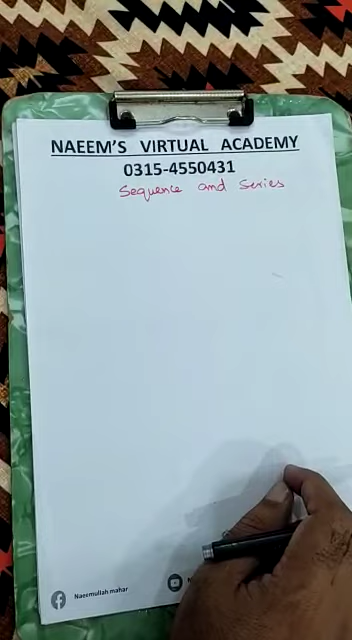 NAEEM'S VIRTUAL ACADEMY
0315-4550431
Sequence and Series
Naeemullah mahar